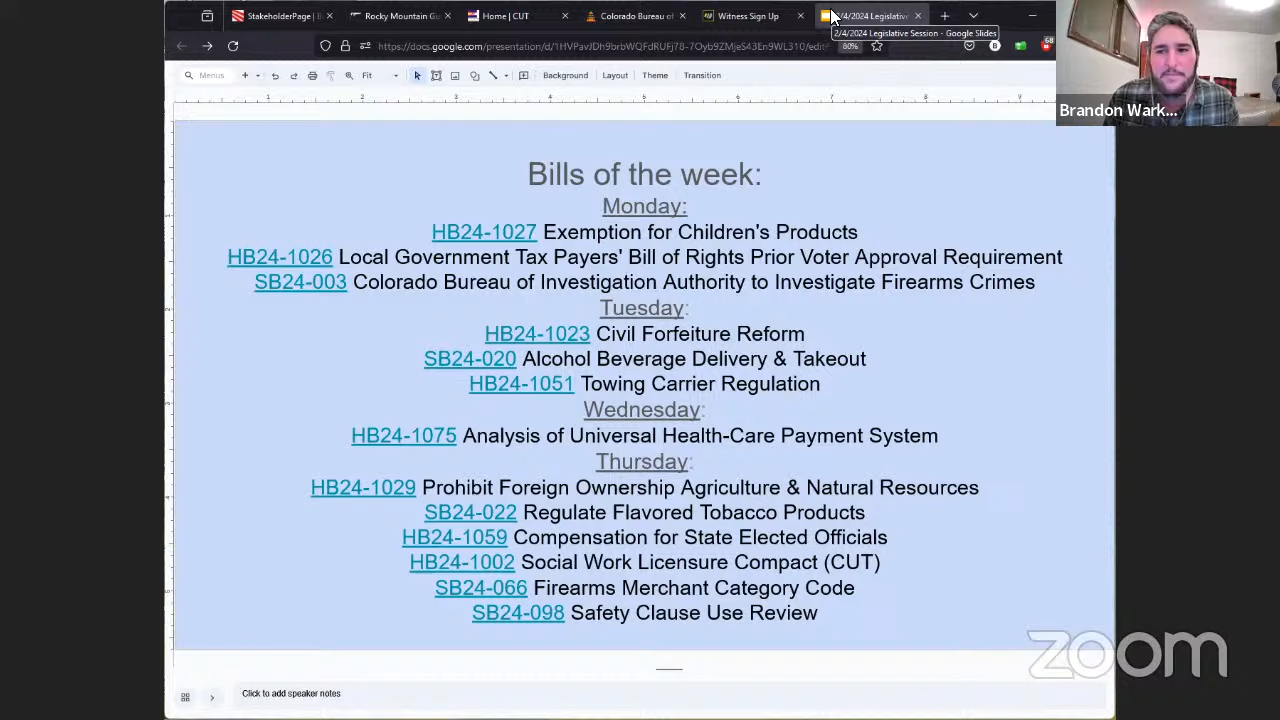 StakeholderPage | B
Rocky Mountain Gu
Home | CUT
Colorado Bureau of
Witness Sign Up
2/4/2024 Legislative
2/4/2024 Legislative Session - Google Slides
80%
68
Menus
Fit
Background
Layout
Theme
Transition
Brandon Wark...
Bills of the week:
Monday:
HB24-1027 Exemption for Children's Products
HB24-1026 Local Government Tax Payers' Bill of Rights Prior Voter Approval Requirement
SB24-003 Colorado Bureau of Investigation Authority to Investigate Firearms Crimes
Tuesday:
HB24-1023 Civil Forfeiture Reform
SB24-020 Alcohol Beverage Delivery & Takeout
HB24-1051 Towing Carrier Regulation
Wednesday:
HB24-1075 Analysis of Universal Health-Care Payment System
Thursday:
HB24-1029 Prohibit Foreign Ownership Agriculture & Natural Resources
SB24-022 Regulate Flavored Tobacco Products
HB24-1059 Compensation for State Elected Officials
HB24-1002 Social Work Licensure Compact (CUT)
SB24-066 Firearms Merchant Category Code
SB24-098 Safety Clause Use Review
zoom
Click to add speaker notes